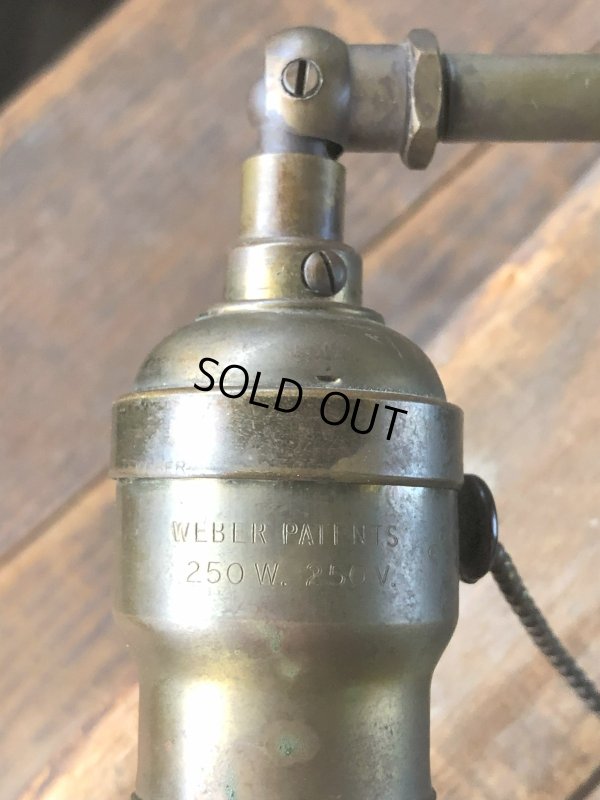 SOLD OUT
WEBER PATENTS
250 W. 250 V.